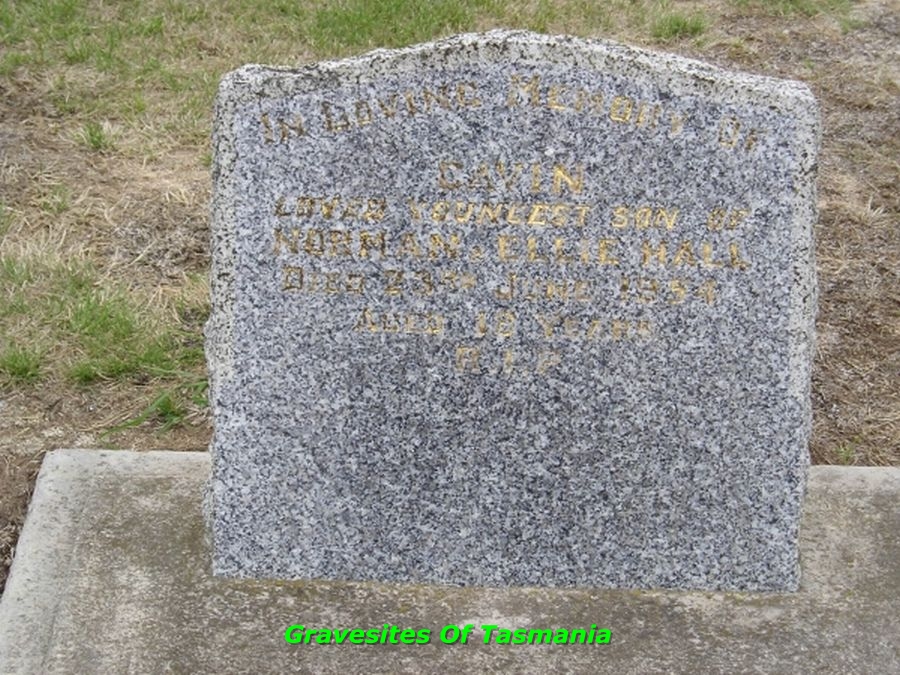 IN LOVING MEMORY OF
GAVIN
LOVED YOUNGEST SON OF
NORMAN & ELLIE HALL
DIED 23RD JUNE 1954
AGED YEARS
R.I.P
Gravesites Of Tasmania